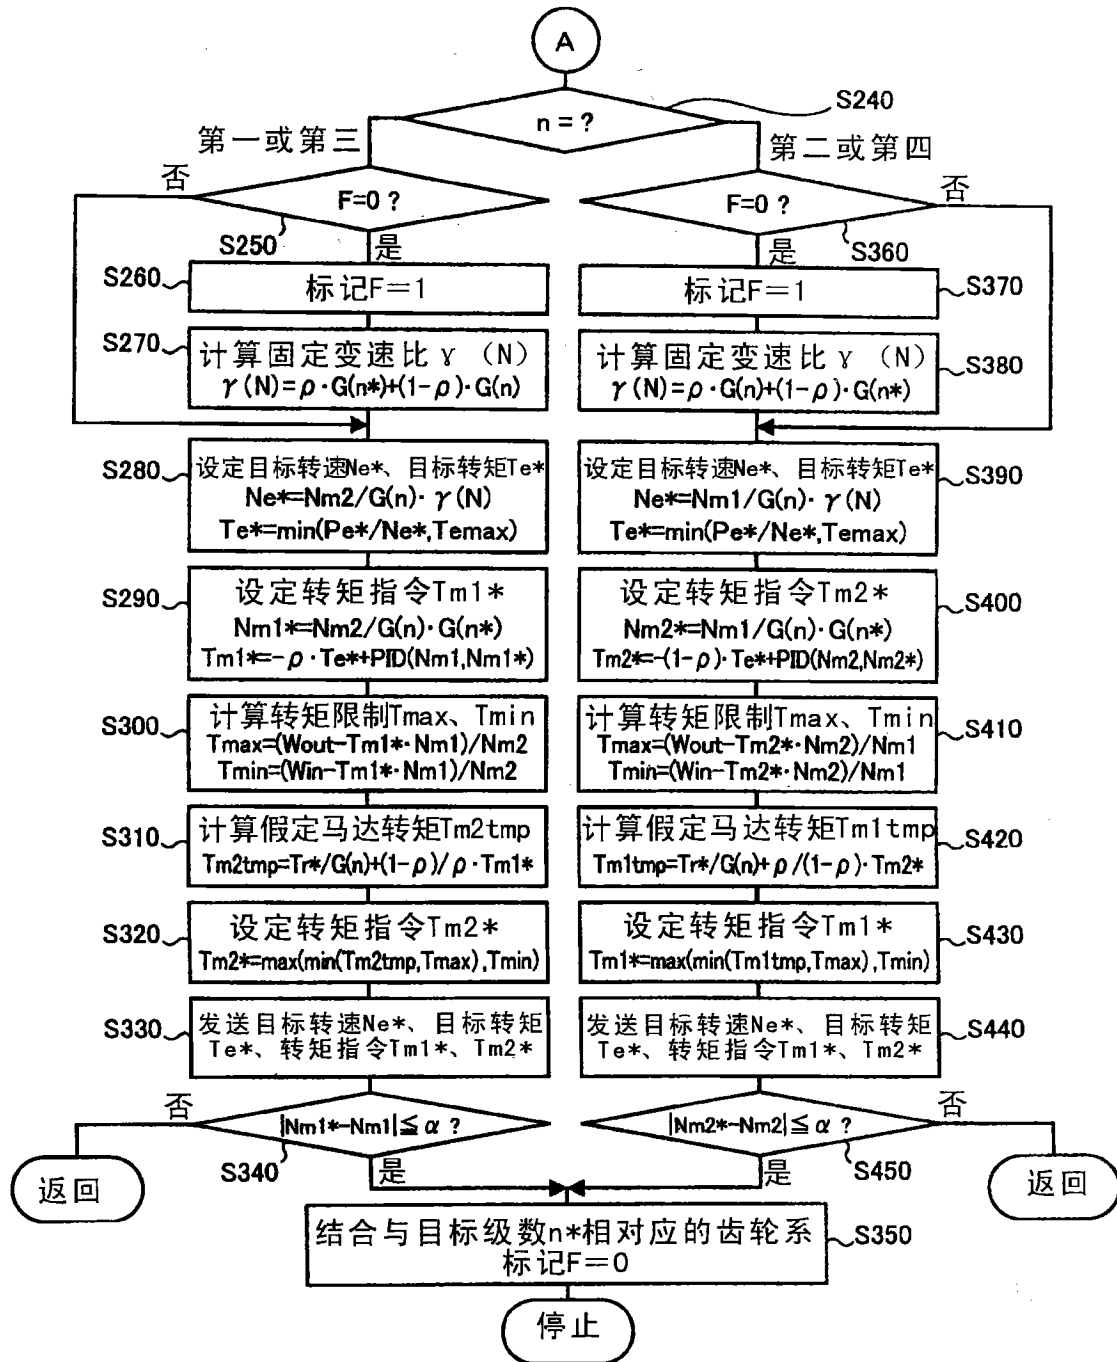 A
S240
n = ?
第一或第三
第二或第四
否
F=0 ?
S250
是
S260
标记F=1
S270
计算固定变速比γ (N)
γ(N)=ρ·G(n*)+(1-ρ)·G(n)
S280
设定目标转速Ne*、目标转矩Te*
Ne*=Nm2/G(n)·γ(N)
Te*=min(Pe*/Ne*,Temax)
S290
设定转矩指令Tm1*
Nm1*=Nm2/G(n)·G(n*)
Tm1*=-ρ·Te*+PID(Nm1,Nm1*)
S300
计算转矩限制Tmax、Tmin
Tmax=(Wout-Tm1*·Nm1)/Nm2
Tmin=(Win-Tm1*·Nm1)/Nm2
S310
计算假定马达转矩Tm2tmp
Tm2tmp=Tr*/G(n)+(1-ρ)/ρ·Tm1*
S320
设定转矩指令Tm2*
Tm2*=max(min(Tm2tmp,Tmax),Tmin)
S330
发送目标转速Ne*、目标转矩
Te*、转矩指令Tm1*、Tm2*
否
|Nm1*-Nm1|≦α ?
S340
是
返回
F=0 ?
否
S360
是
标记F=1
S370
计算固定变速比γ (N)
γ(N)=ρ·G(n)+(1-ρ)·G(n*)
S380
设定目标转速Ne*、目标转矩Te*
Ne*=Nm1/G(n)·γ(N)
Te*=min(Pe*/Ne*,Temax)
S390
设定转矩指令Tm2*
Nm2*=Nm1/G(n)·G(n*)
Tm2*=-(1-ρ)·Te*+PID(Nm2,Nm2*)
S400
计算转矩限制Tmax、Tmin
Tmax=(Wout-Tm2*·Nm2)/Nm1
Tmin=(Win-Tm2*·Nm2)/Nm1
S410
计算假定马达转矩Tm1tmp
Tm1tmp=Tr*/G(n)+ρ/(1-ρ)·Tm2*
S420
设定转矩指令Tm1*
Tm1*=max(min(Tm1tmp,Tmax),Tmin)
S430
发送目标转速Ne*、目标转矩
Te*、转矩指令Tm1*、Tm2*
S440
|Nm2*-Nm2|≦α ?
否
S450
是
返回
结合与目标级数n*相对应的齿轮系
标记F=0
S350
停止